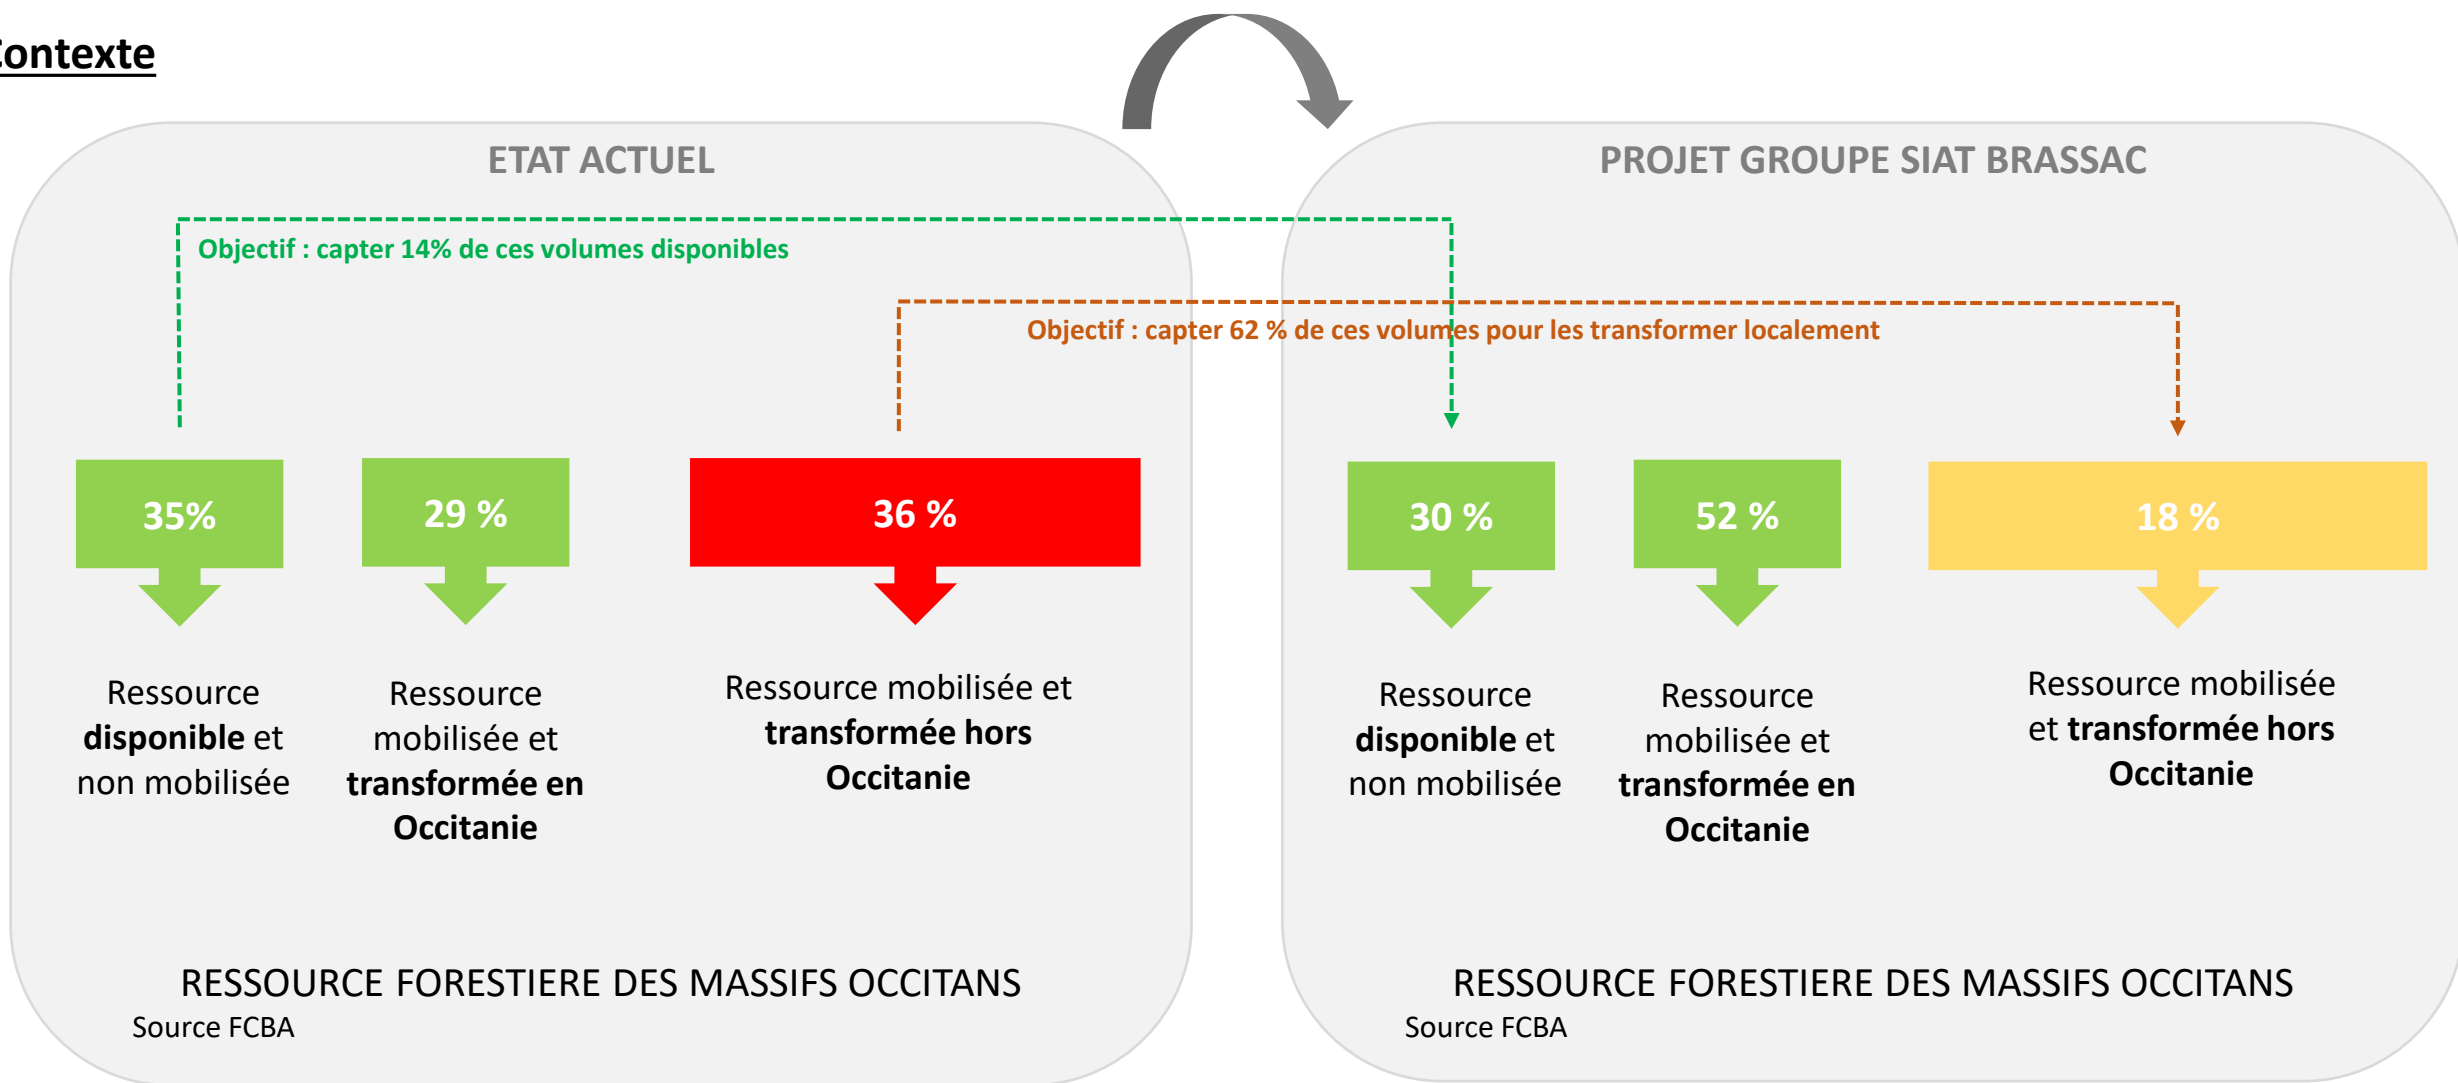 Contexte
ETAT ACTUEL
Objectif : capter 14% de ces volumes disponibles
Objectif : capter 62 % de ces volumes pour les transformer localement
35%
29 %
36 %
Ressource
disponible et
non mobilisée
Ressource
mobilisée et
transformée en
Occitanie
Ressource mobilisée et
transformée hors
Occitanie
RESSOURCE FORESTIERE DES MASSIFS OCCITANS
Source FCBA
PROJET GROUPE SIAT BRASSAC
30 %
52 %
18 %
Ressource
disponible et
non mobilisée
Ressource
mobilisée et
transformée en
Occitanie
Ressource mobilisée
et transformée hors
Occitanie
RESSOURCE FORESTIERE DES MASSIFS OCCITANS
Source FCBA